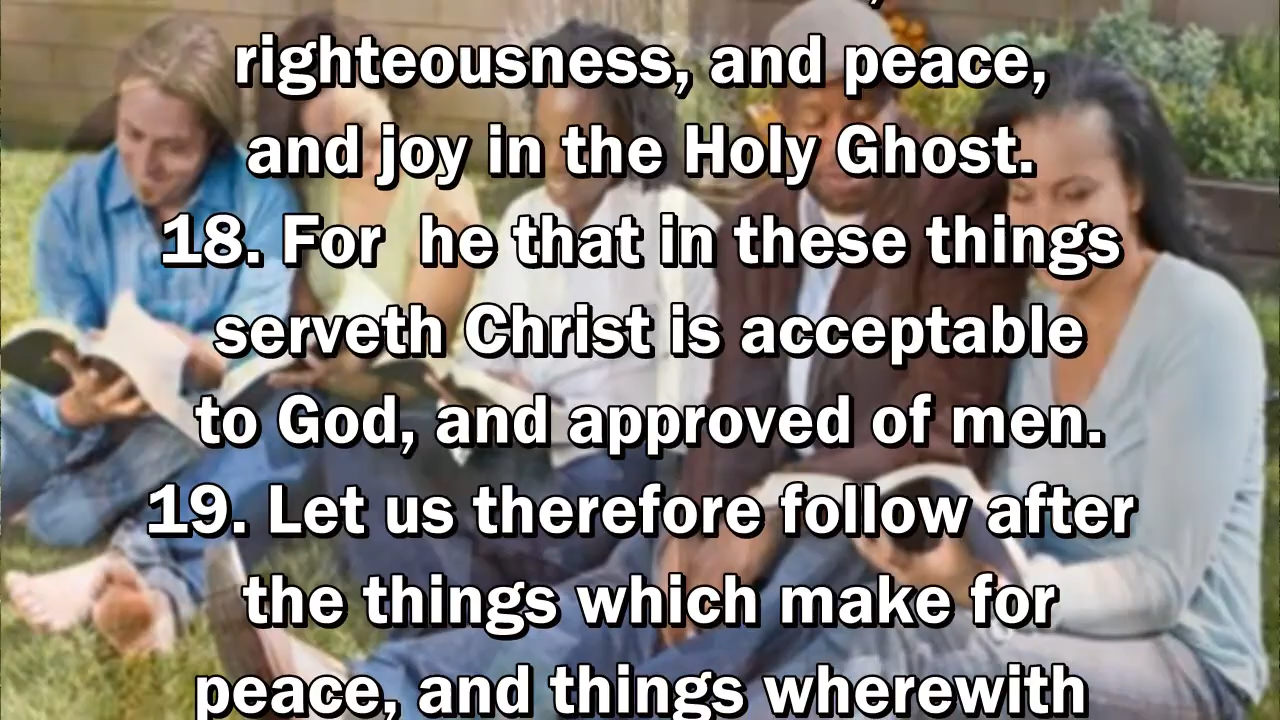 righteousness, and peace,
and joy in the Holy Ghost.
18. For  he that in these things
serveth Christ is acceptable
to God, and approved of men.
19. Let us therefore follow after
the things which make for
peace, and things wherewith